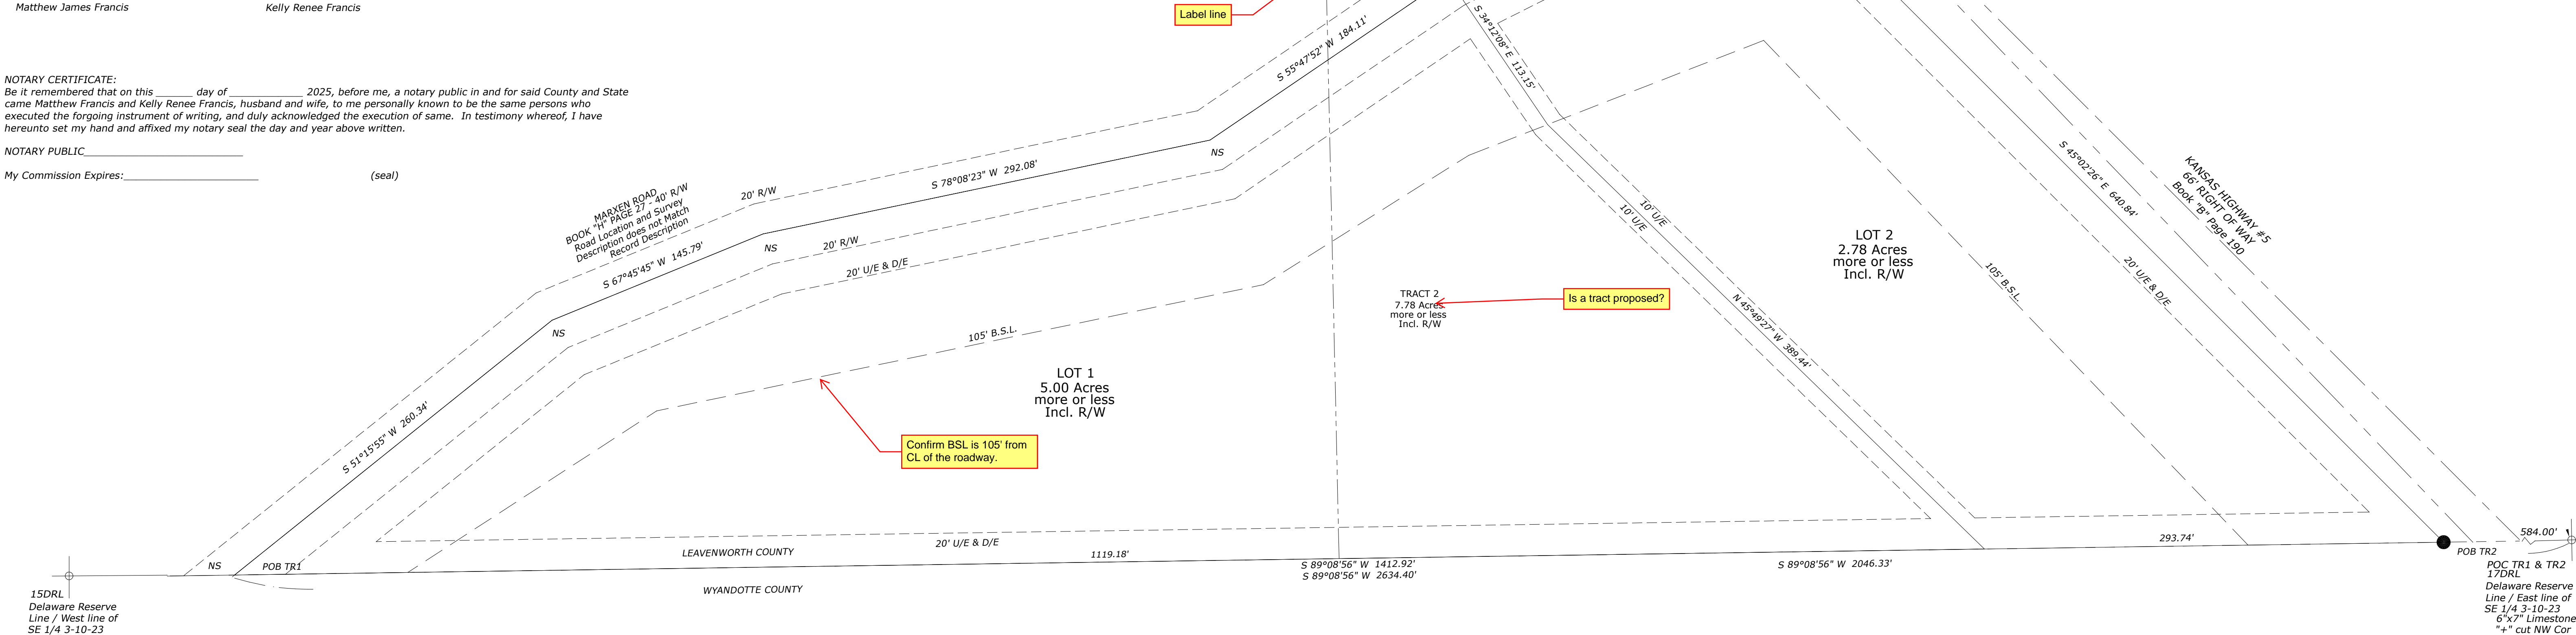 Matthew James Francis
Kelly Renee Francis
NOTARY CERTIFICATE:
Be it remembered that on this _______ day of ______________ 2025, before me, a notary public in and for said County and State
came Matthew Francis and Kelly Renee Francis, husband and wife, to me personally known to be the same persons who
executed the forgoing instrument of writing, and duly acknowledged the execution of same. In testimony whereof, I have
hereunto set my hand and affixed my notary seal the day and year above written.
NOTARY PUBLIC______________________________
My Commission Expires:_________________________
(seal)
Label line
S 55°47'52" W 184.11'
S 34°12'08" E 113.15'
NS
S 78°08'23" W 292.08'
20' R/W
MARXEN ROAD
BOOK "H" PAGE 27 - 40' R/W
Road Location and Survey
Description does not Match
Record Description
S 67°45'45" W 145.79'
NS
20' R/W
20' U/E & D/E
NS
S 51°15'55" W 260.34'
105' B.S.L.
Confirm BSL is 105' from
CL of the roadway.
LOT 1
5.00 Acres
more or less
Incl. R/W
TRACT 2
7.78 Acres
more or less
Incl. R/W
Is a tract proposed?
10' U/E
10' U/E
N 45°49'27" W 389.44'
LOT 2
2.78 Acres
more or less
Incl. R/W
105' B.S.L.
S 45°02'26" E 640.84'
20' U/E & D/E
KANSAS HIGHWAY #5
66' RIGHT OF WAY
Book "B" Page 190
NS
POB TR1
LEAVENWORTH COUNTY
20' U/E & D/E
1119.18'
WYANDOTTE COUNTY
S 89°08'56" W 1412.92'
S 89°08'56" W 2634.40'
S 89°08'56" W 2046.33'
293.74'
584.00'
POB TR2
15DRL
Delaware Reserve
Line / West line of
SE 1/4 3-10-23
POC TR1 & TR2
17DRL
Delaware Reserve
Line / East line of
SE 1/4 3-10-23
6"x7" Limestone
"+" cut NW Cor